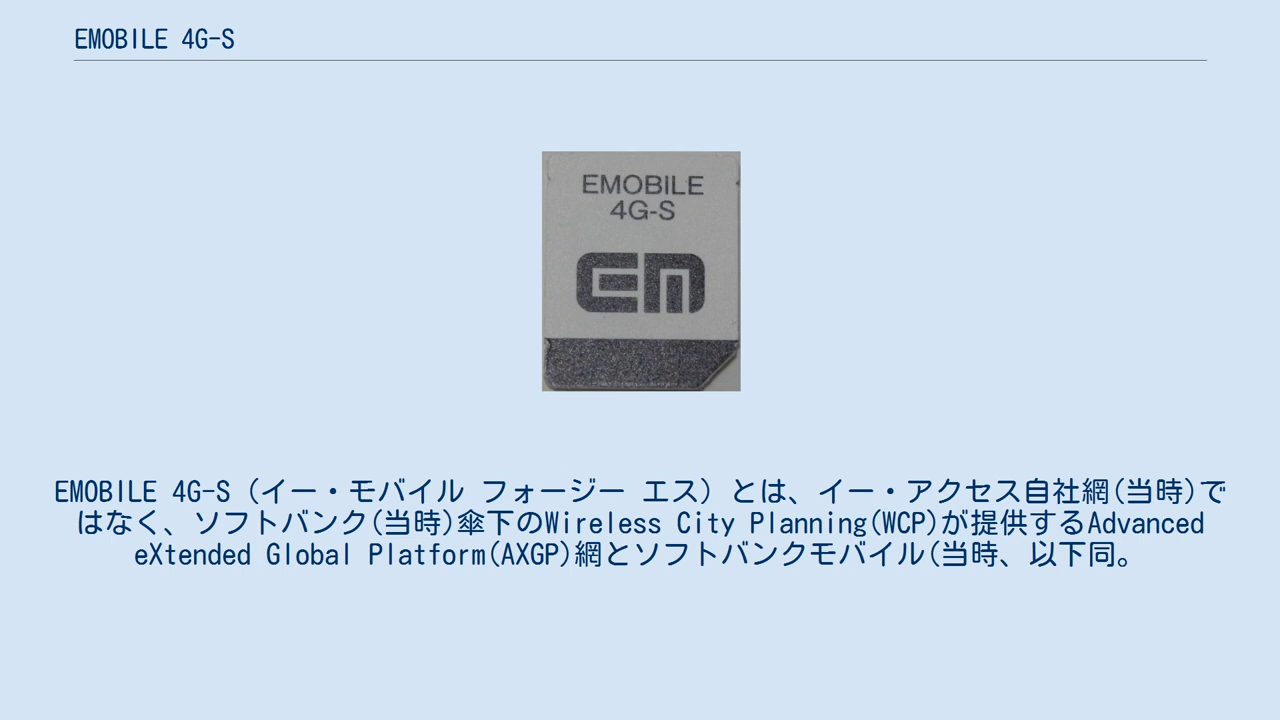 EMOBILE 4G-S
EMOBILE
4G-S
EM
EMOBILE 4G-S（イー・モバイル フォージー エス）とは、イー・アクセス自社網(当時)で
はなく、ソフトバンク(当時)傘下のWireless City Planning(WCP)が提供するAdvanced
eXtended Global Platform(AXGP)網とソフトバンクモバイル(当時、以下同。